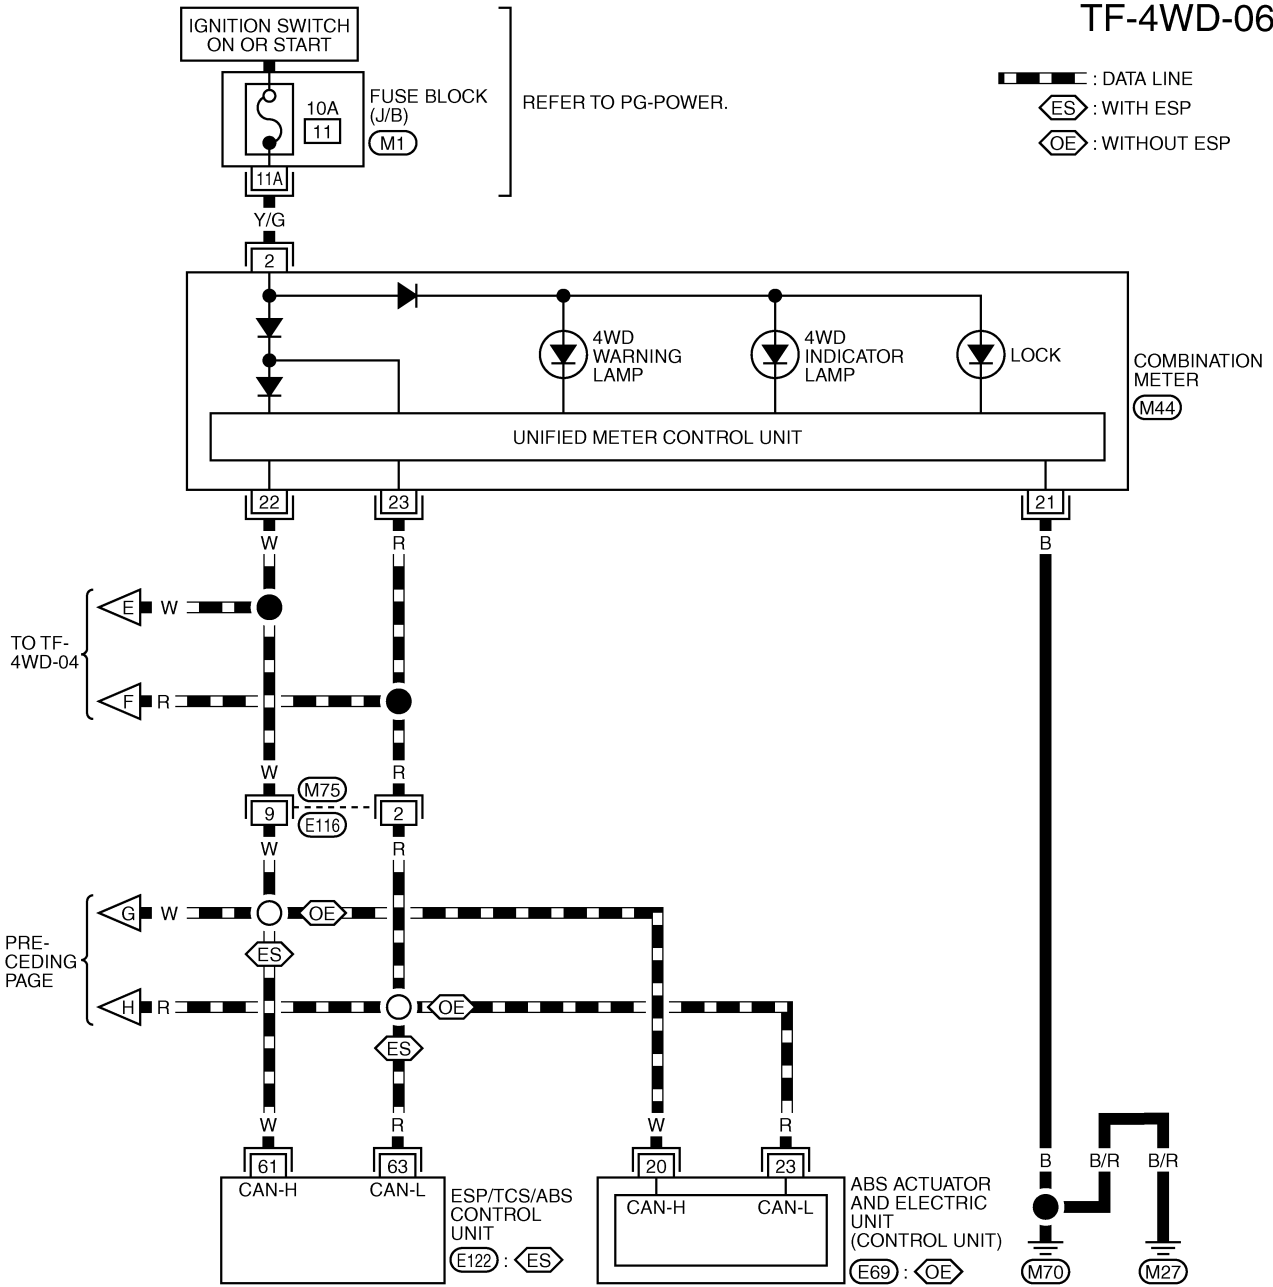 TF-4WD-06
IGNITION SWITCH
ON OR START
10A
11
FUSE BLOCK
(J/B)
M1
REFER TO PG-POWER.
: DATA LINE
ES : WITH ESP
OE : WITHOUT ESP
11A
Y/G
2
4WD
WARNING
LAMP
4WD
INDICATOR
LAMP
LOCK
COMBINATION
METER
M44
UNIFIED METER CONTROL UNIT
22
23
21
W
R
B
TO TF-
4WD-04
E W
F R
W
R
M75
9
2
E116
W
R
PRE-
CEDING
PAGE
G W
OE
ES
H R
OE
ES
W
R
W
R
B
B/R
B/R
61
63
20
23
CAN-H
CAN-L
ESP/TCS/ABS
CONTROL
UNIT
E122 : ES
CAN-H
CAN-L
ABS ACTUATOR
AND ELECTRIC
UNIT
(CONTROL UNIT)
E69 : OE
M70
M27